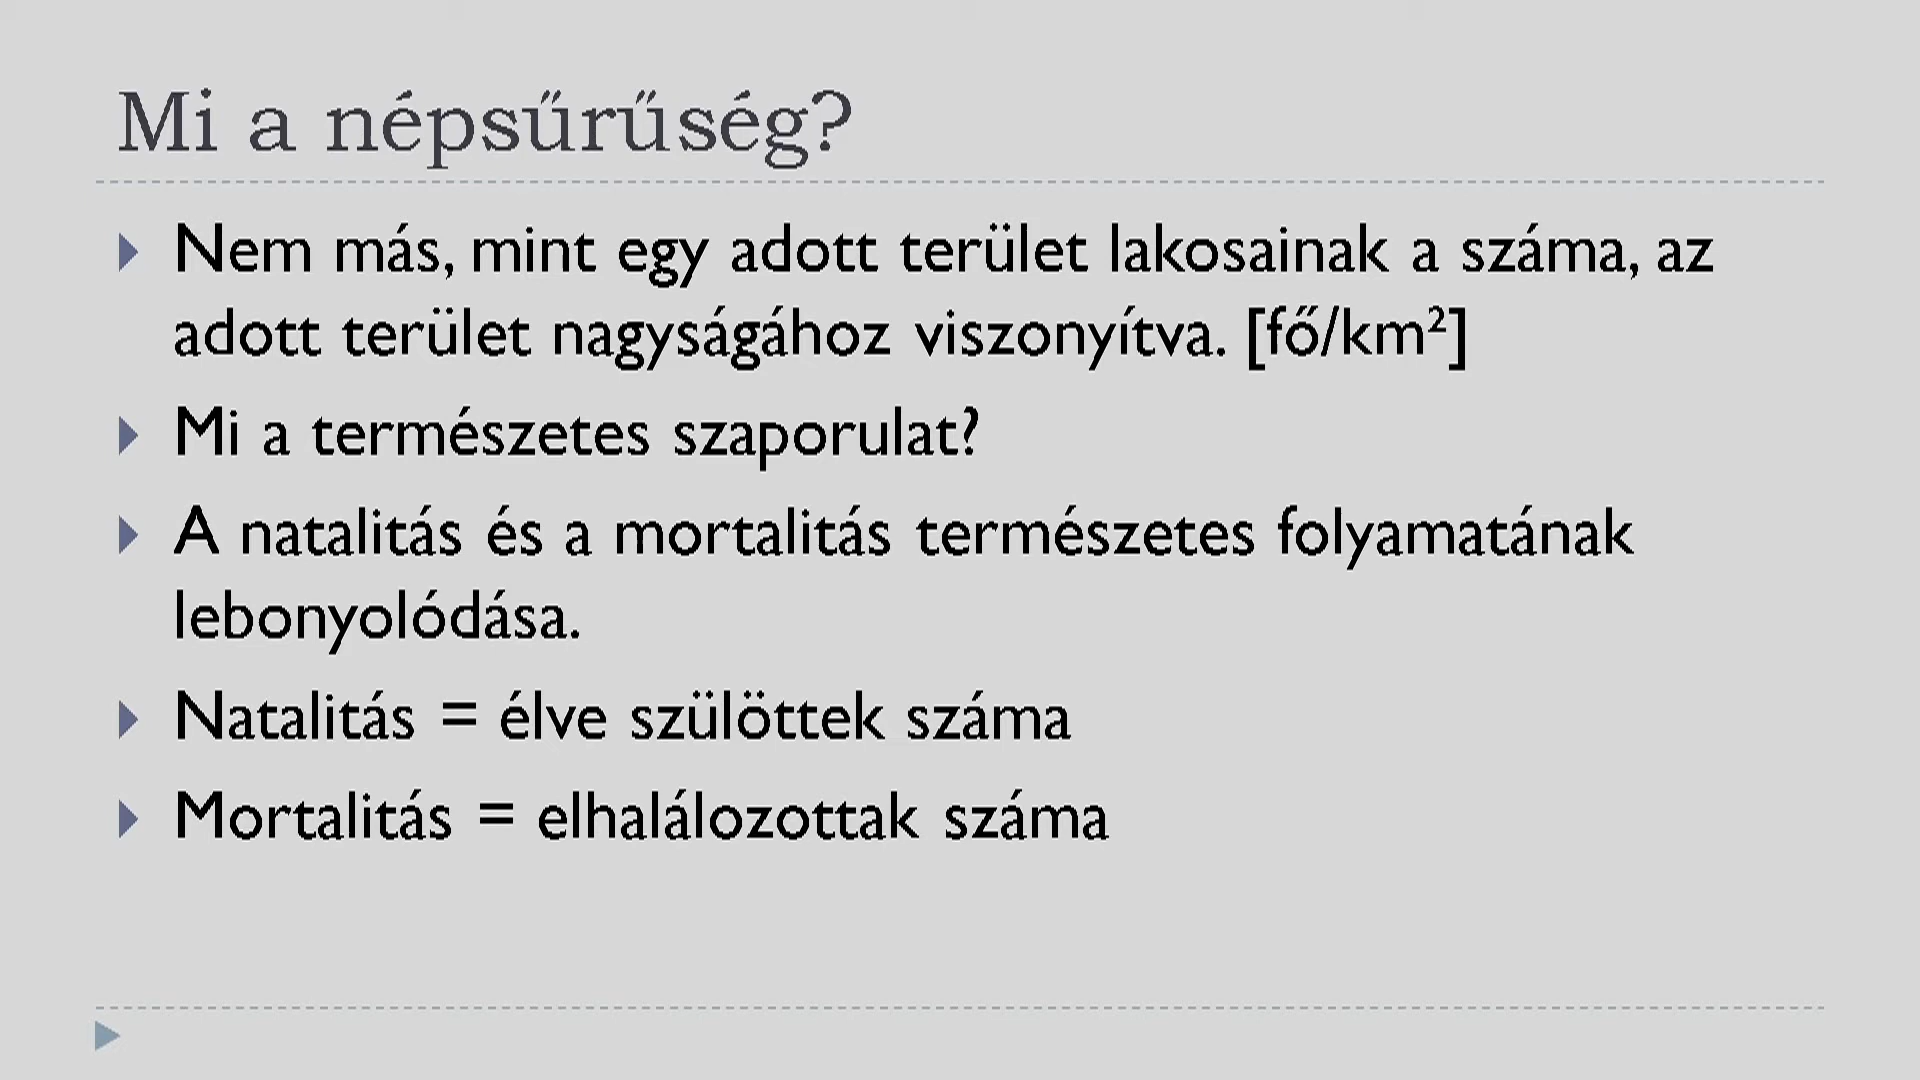 Mi a népsűrűség?
Nem más, mint egy adott terület lakosainak a száma, az
adott terület nagyságához viszonyítva. [fő/km²]
Mi a természetes szaporulat?
A natalitás és a mortalitás természetes folyamatának
lebonyolódása.
Natalitás = élve szülöttek száma
Mortalitás = elhalálozottak száma